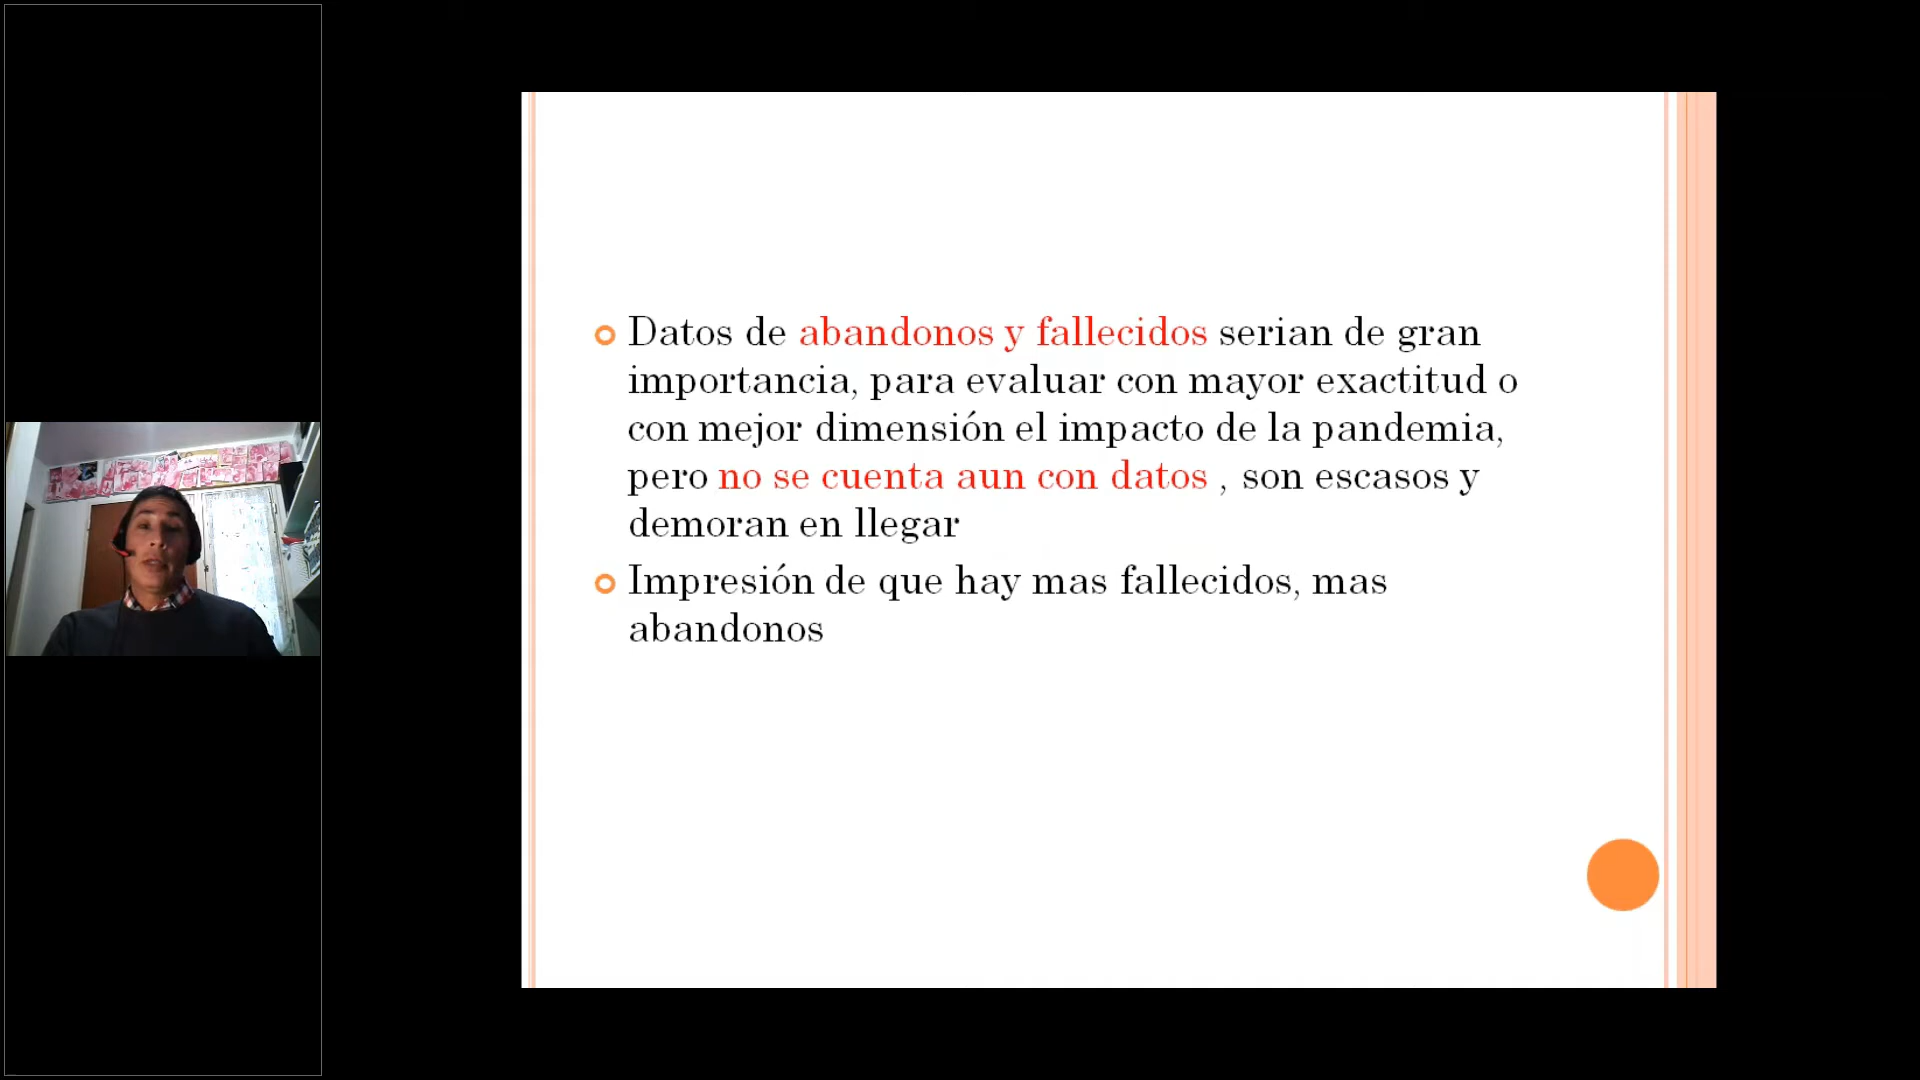 Datos de abandonos y fallecidos serian de gran
importancia, para evaluar con mayor exactitud o
con mejor dimensión el impacto de la pandemia,
pero no se cuenta aun con datos , son escasos y
demoran en llegar
Impresión de que hay mas fallecidos, mas
abandonos